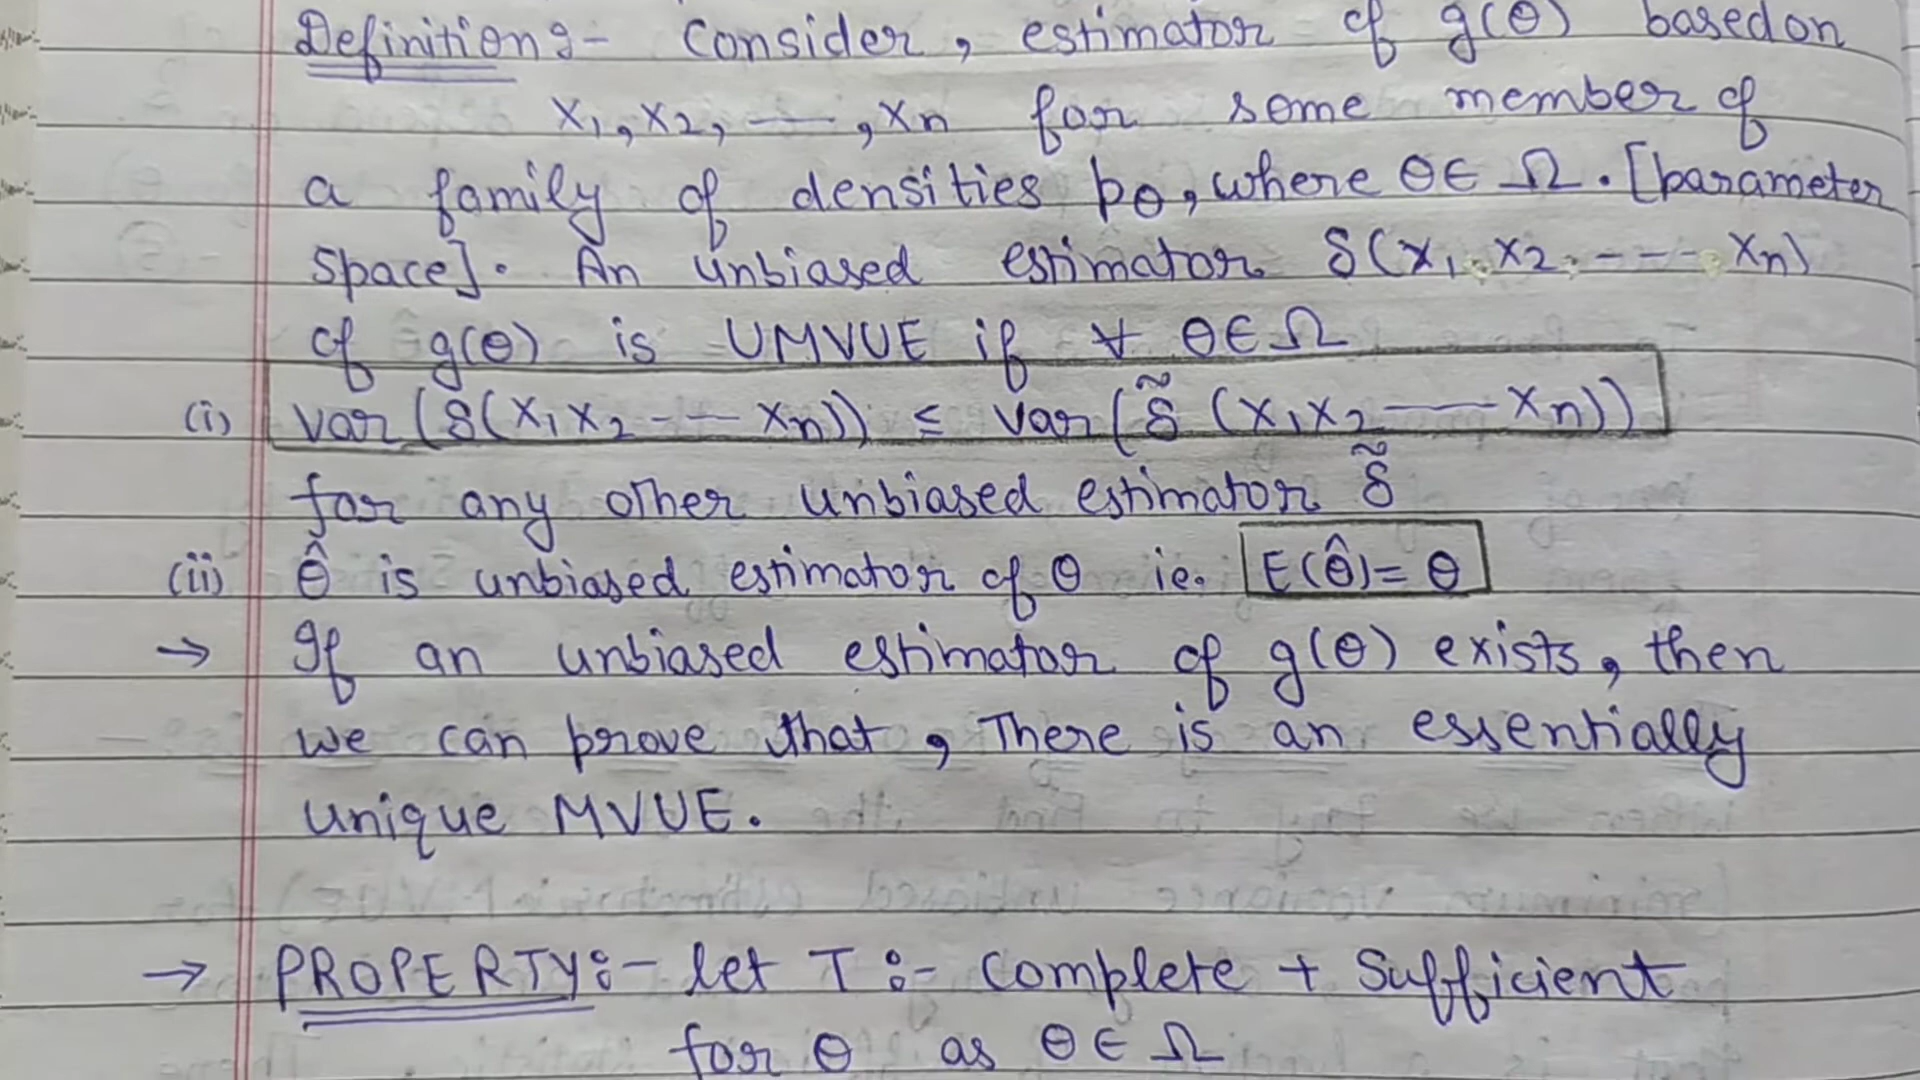 Definition:- Consider, estimator of g(θ) based on
X₁, X₂, ----, Xn for some member of
a family of densities pθ, where θ ∈ Ω. [parameter
space]. An unbiased estimator δ(X₁, X₂, ---- Xn)
of g(θ) is UMVUE if ∀ θ ∈ Ω
(i) Var(δ(X₁ X₂ --- Xn)) ≤ Var(δ̃ (X₁ X₂ --- Xn))
for any other unbiased estimator δ̃
(ii) θ̂ is unbiased estimator of θ ie. E(θ̂) = θ
→ If an unbiased estimator of g(θ) exists, then
we can prove that, There is an essentially
unique MVUE.
→ PROPERTY:- let T :- Complete + Sufficient
for θ as θ ∈ Ω